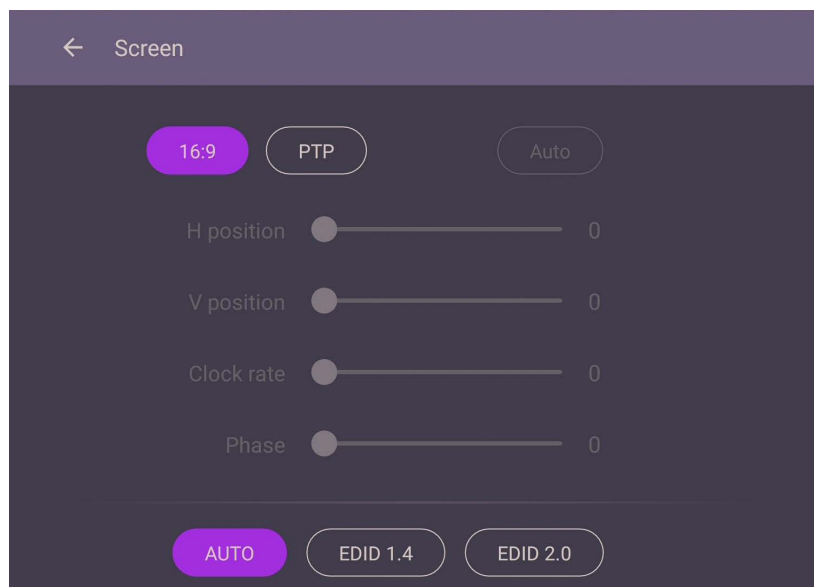 Screen
16:9 PTP Auto
H position 0
V position 0
Clock rate 0
Phase 0
AUTO EDID 1.4 EDID 2.0